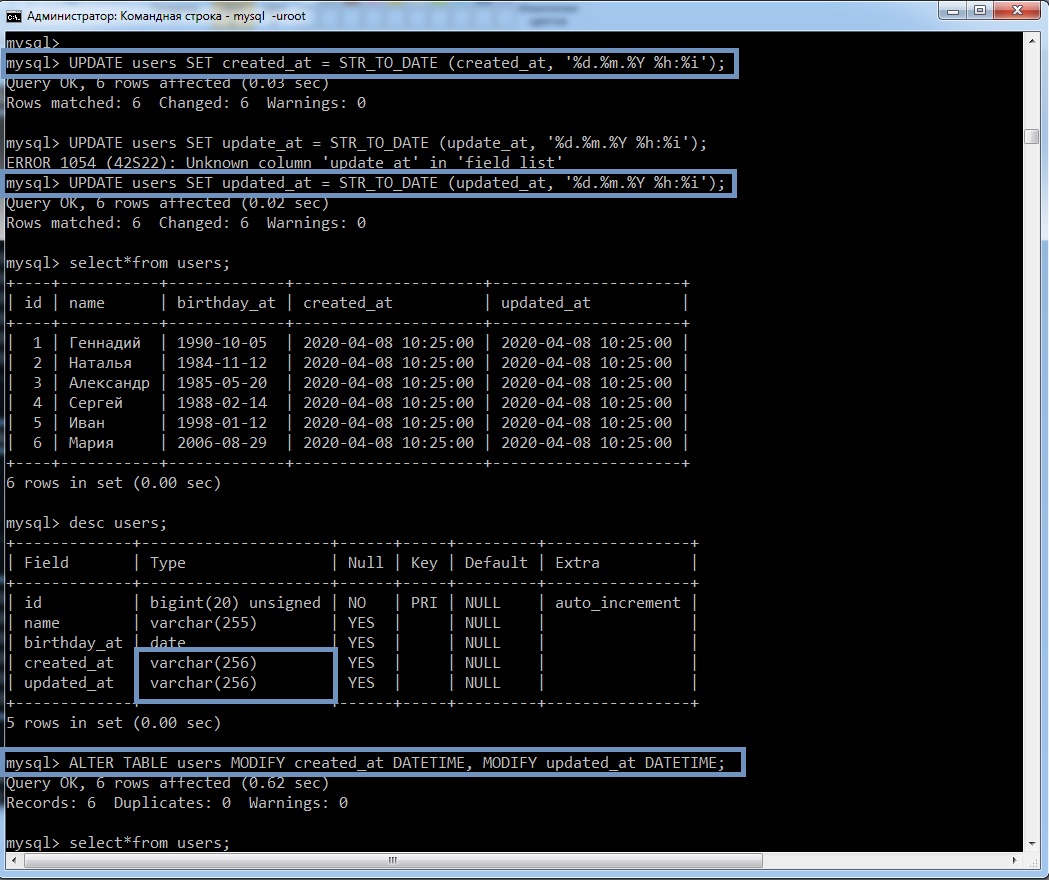 Администратор: Командная строка - mysql -uroot
mysql>
mysql> UPDATE users SET created_at = STR_TO_DATE (created_at, '%d.%m.%Y %h:%i');
Query OK, 6 rows affected (0.03 sec)
Rows matched: 6  Changed: 6  Warnings: 0
mysql> UPDATE users SET update_at = STR_TO_DATE (update_at, '%d.%m.%Y %h:%i');
ERROR 1054 (42S22): Unknown column 'update_at' in 'field list'
mysql> UPDATE users SET updated_at = STR_TO_DATE (updated_at, '%d.%m.%Y %h:%i');
Query OK, 6 rows affected (0.02 sec)
Rows matched: 6  Changed: 6  Warnings: 0
mysql> select*from users;
+----+-----------+-------------+---------------------+---------------------+
| id | name      | birthday_at | created_at          | updated_at          |
+----+-----------+-------------+---------------------+---------------------+
|  1 | Геннадий  | 1990-10-05  | 2020-04-08 10:25:00 | 2020-04-08 10:25:00 |
|  2 | Наталья   | 1984-11-12  | 2020-04-08 10:25:00 | 2020-04-08 10:25:00 |
|  3 | Александр | 1985-05-20  | 2020-04-08 10:25:00 | 2020-04-08 10:25:00 |
|  4 | Сергей    | 1988-02-14  | 2020-04-08 10:25:00 | 2020-04-08 10:25:00 |
|  5 | Иван      | 1998-01-12  | 2020-04-08 10:25:00 | 2020-04-08 10:25:00 |
|  6 | Мария     | 2006-08-29  | 2020-04-08 10:25:00 | 2020-04-08 10:25:00 |
+----+-----------+-------------+---------------------+---------------------+
6 rows in set (0.00 sec)
mysql> desc users;
+-------------+---------------------+------+-----+---------+----------------+
| Field       | Type                | Null | Key | Default | Extra          |
+-------------+---------------------+------+-----+---------+----------------+
| id          | bigint(20) unsigned | NO   | PRI | NULL    | auto_increment |
| name        | varchar(255)        | YES  |     | NULL    |                |
| birthday_at | date                | YES  |     | NULL    |                |
| created_at  | varchar(256)        | YES  |     | NULL    |                |
| updated_at  | varchar(256)        | YES  |     | NULL    |                |
+-------------+---------------------+------+-----+---------+----------------+
5 rows in set (0.00 sec)
mysql> ALTER TABLE users MODIFY created_at DATETIME, MODIFY updated_at DATETIME;
Query OK, 6 rows affected (0.62 sec)
Records: 6  Duplicates: 0  Warnings: 0
mysql> select*from users;